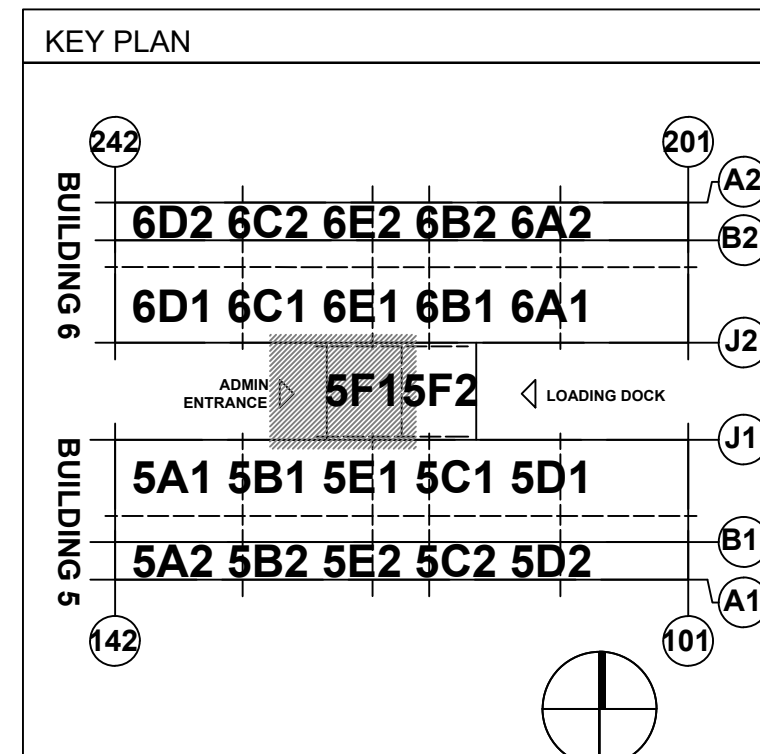 KEY PLAN
242
201
A2
6D2 6C2 6E2 6B2 6A2
B2
BUILDING 6
6D1 6C1 6E1 6B1 6A1
J2
ADMIN
ENTRANCE
5F1 5F2
LOADING DOCK
J1
5A1 5B1 5E1 5C1 5D1
BUILDING 5
B1
5A2 5B2 5E2 5C2 5D2
A1
142
101